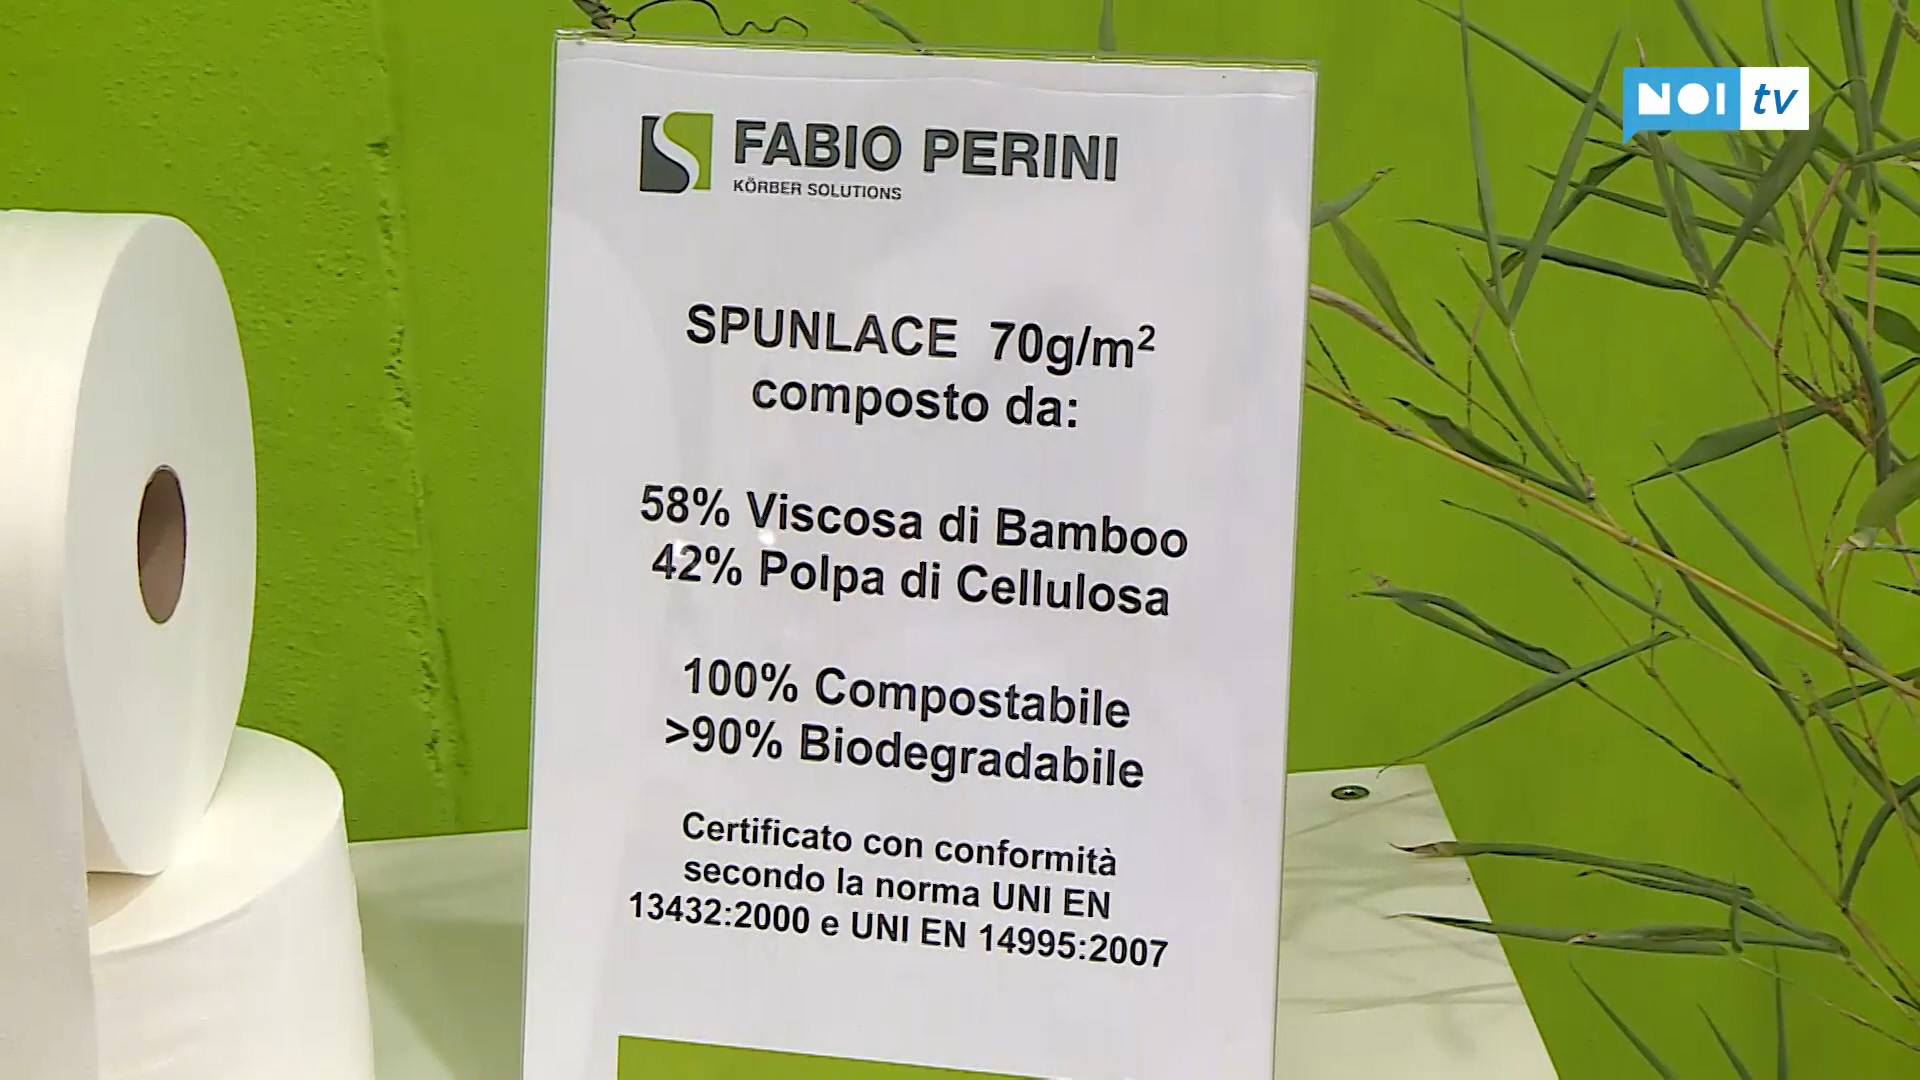 NOI tv
FABIO PERINI
KÖRBER SOLUTIONS
SPUNLACE 70g/m²
composto da:
58% Viscosa di Bamboo
42% Polpa di Cellulosa
100% Compostabile
>90% Biodegradabile
Certificato con conformità
secondo la norma UNI EN
13432:2000 e UNI EN 14995:2007